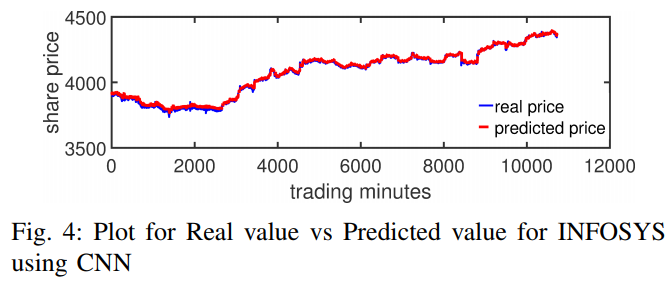 4500
4000
3500
share price
real price
predicted price
0 2000 4000 6000 8000 10000 12000
trading minutes
Fig. 4: Plot for Real value vs Predicted value for INFOSYS
using CNN